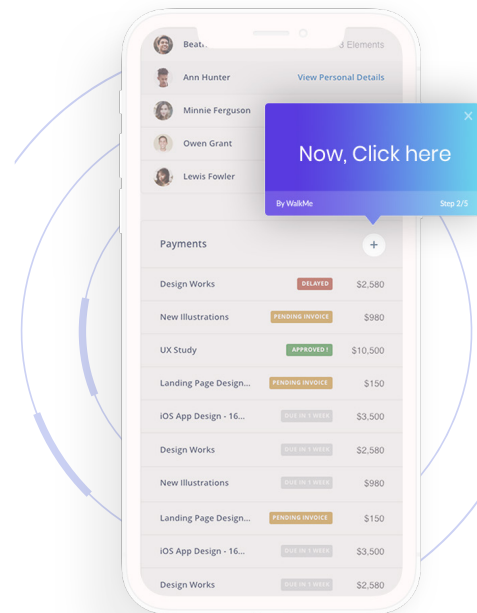 Elements
Ann Hunter View Personal Details
Minnie Ferguson
Owen Grant
Lewis Fowler
Now, Click here
By WalkMe Step 2/5
Payments +
Design Works DELAYED $2,580
New Illustrations PENDING INVOICE $980
UX Study APPROVED ! $10,500
Landing Page Design... PENDING INVOICE $150
iOS App Design - 16... DUE IN 1 WEEK $3,500
Design Works DUE IN 1 WEEK $2,580
New Illustrations DUE IN 1 WEEK $980
Landing Page Design... PENDING INVOICE $150
iOS App Design - 16... DUE IN 1 WEEK $3,500
Design Works DUE IN 1 WEEK $2,580